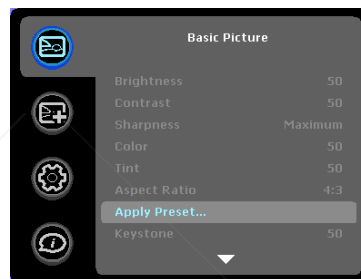 Basic Picture
Brightness 50
Contrast 50
Sharpness Maximum
Color 50
Tint 50
Aspect Ratio 4:3
Apply Preset...
Keystone 50